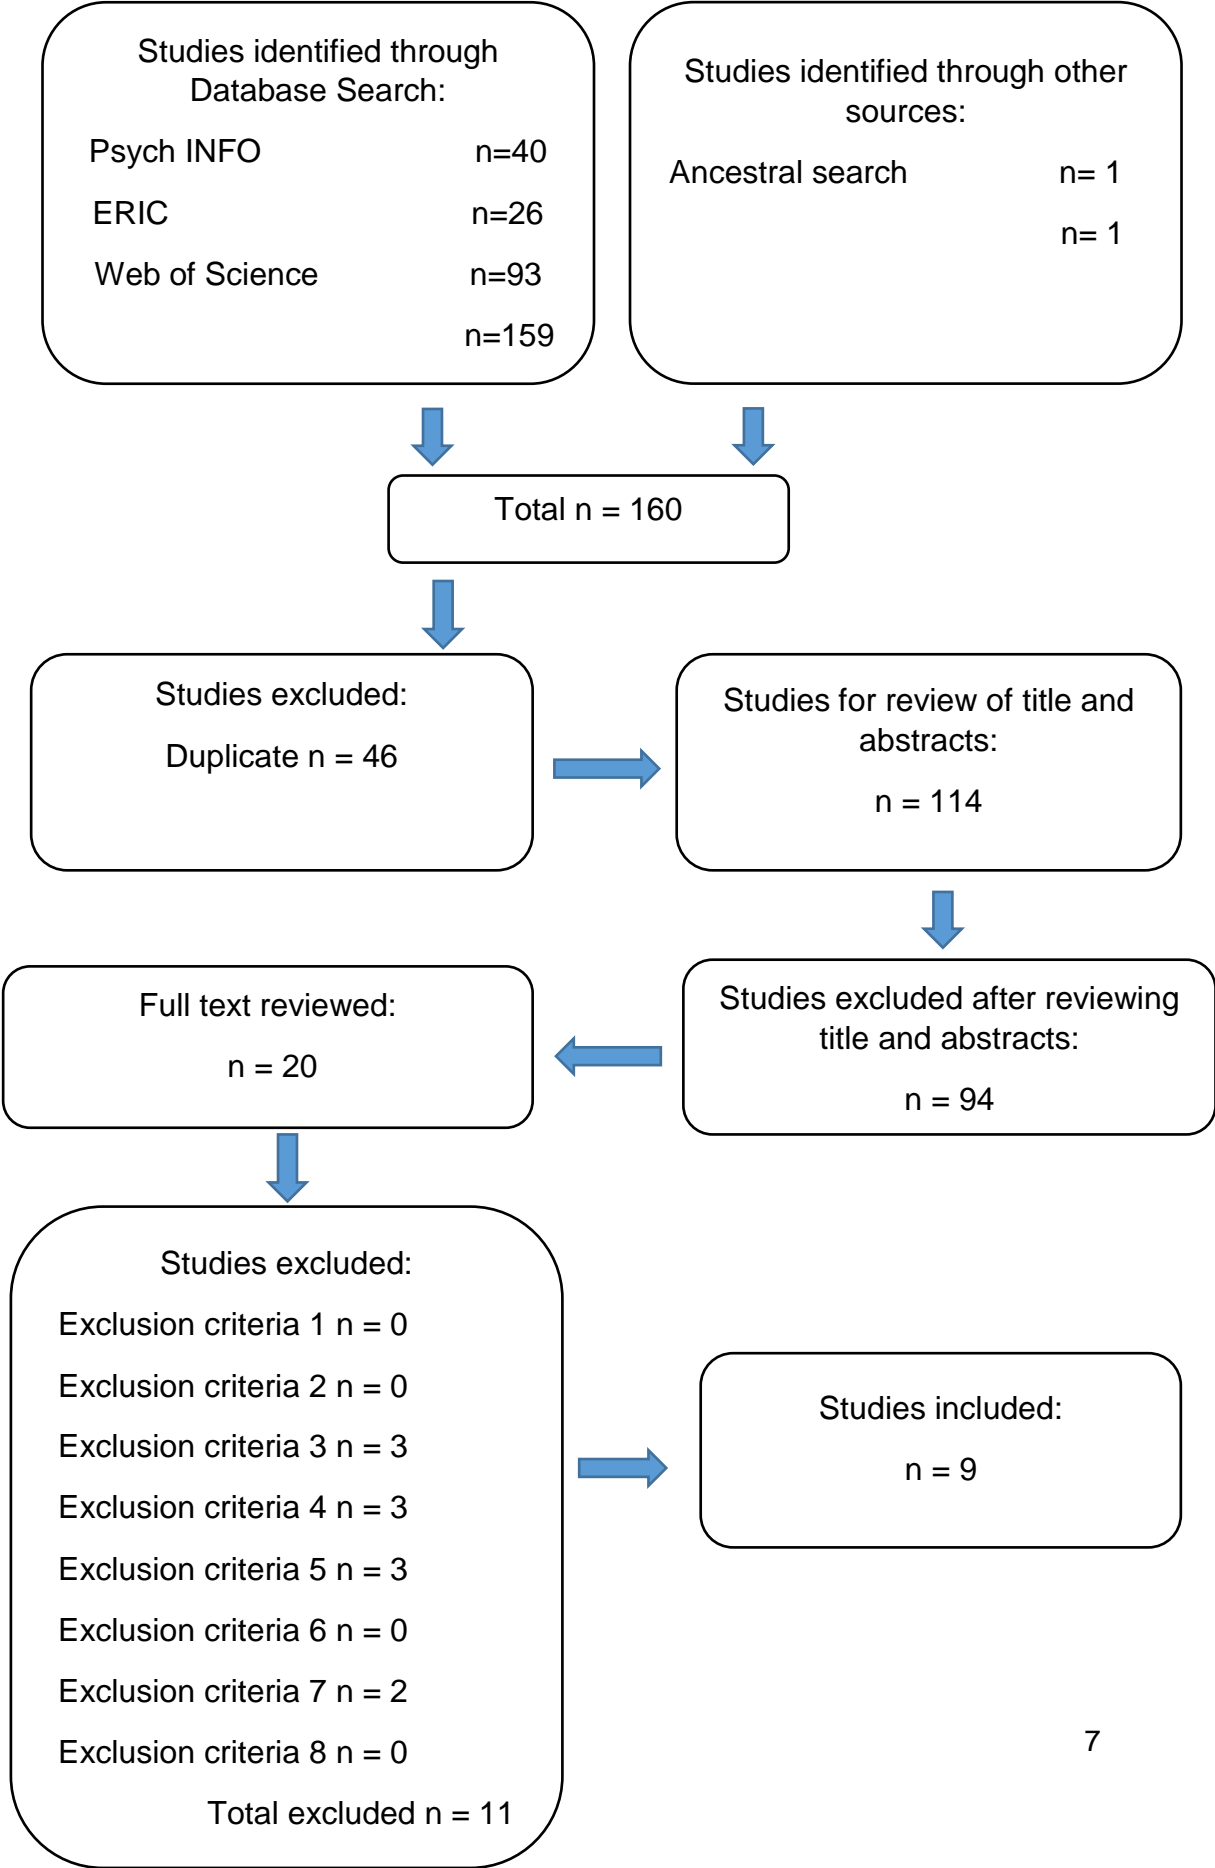 Studies identified through
Database Search:
Psych INFO n=40
ERIC n=26
Web of Science n=93
n=159
Studies identified through other
sources:
Ancestral search n= 1
n= 1
Total n = 160
Studies excluded:
Duplicate n = 46
Studies for review of title and
abstracts:
n = 114
Studies excluded after reviewing
title and abstracts:
n = 94
Full text reviewed:
n = 20
Studies excluded:
Exclusion criteria 1 n = 0
Exclusion criteria 2 n = 0
Exclusion criteria 3 n = 3
Exclusion criteria 4 n = 3
Exclusion criteria 5 n = 3
Exclusion criteria 6 n = 0
Exclusion criteria 7 n = 2
Exclusion criteria 8 n = 0
Total excluded n = 11
Studies included:
n = 9
7